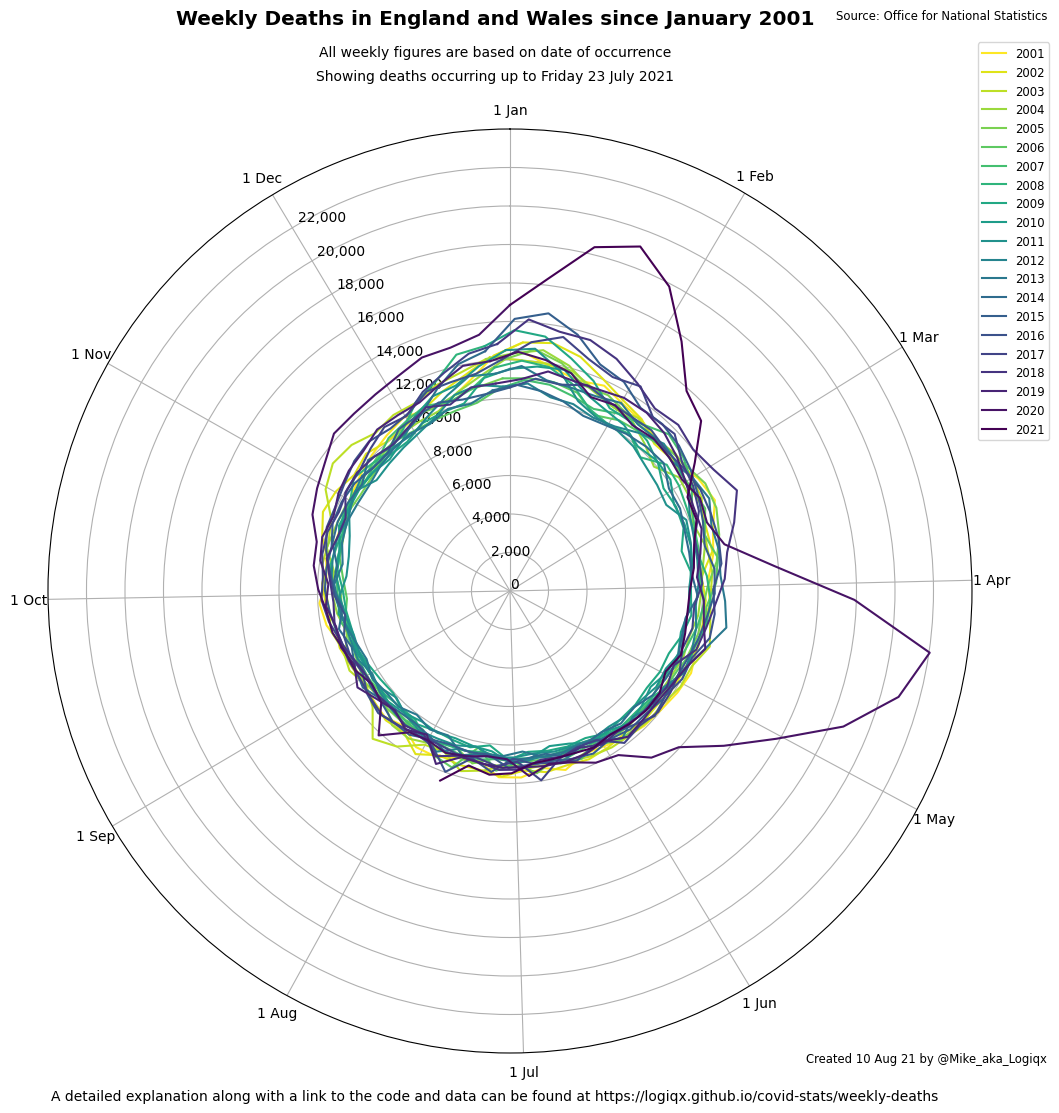 Weekly Deaths in England and Wales since January 2001
Source: Office for National Statistics
All weekly figures are based on date of occurrence
Showing deaths occurring up to Friday 23 July 2021
2001
2002
2003
2004
2005
2006
2007
2008
2009
2010
2011
2012
2013
2014
2015
2016
2017
2018
2019
2020
2021
1 Jan
1 Feb
1 Mar
1 Apr
1 May
1 Jun
1 Jul
1 Aug
1 Sep
1 Oct
1 Nov
1 Dec
22,000
20,000
18,000
16,000
14,000
12,000
10,000
8,000
6,000
4,000
2,000
0
Created 10 Aug 21 by @Mike_aka_Logiqx
A detailed explanation along with a link to the code and data can be found at https://logiqx.github.io/covid-stats/weekly-deaths